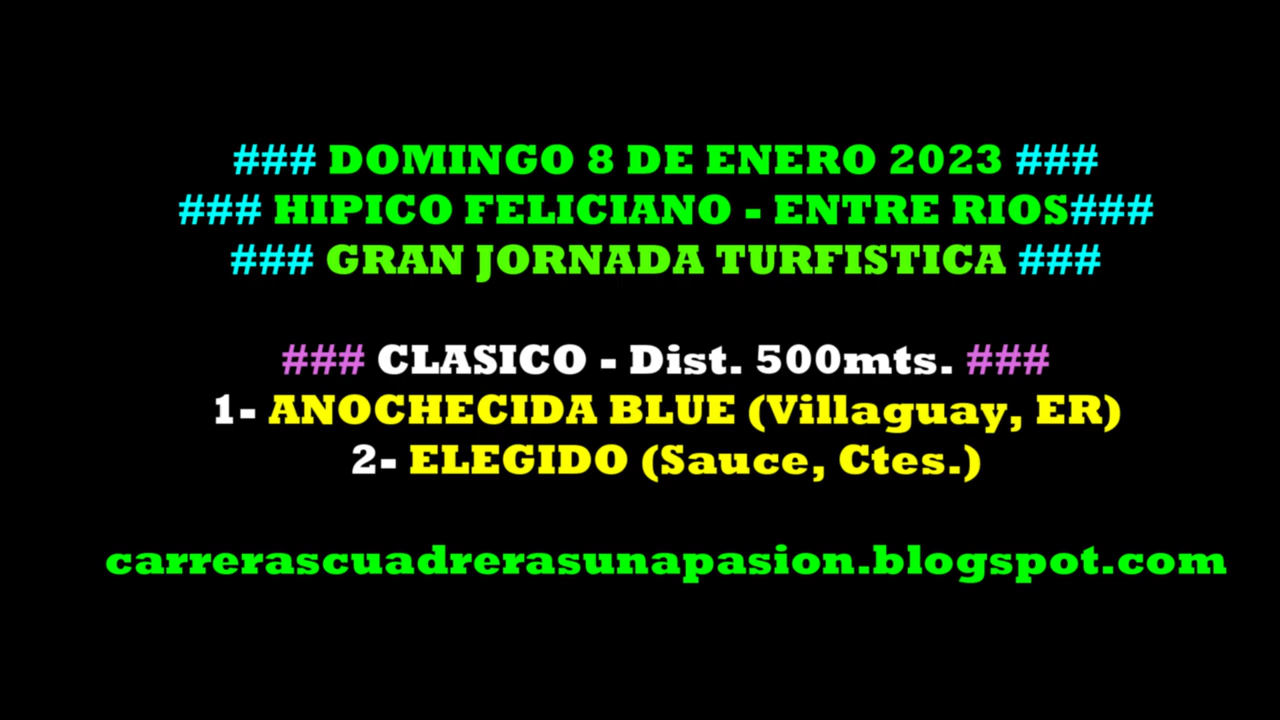 ### DOMINGO 8 DE ENERO 2023 ###
### HIPICO FELICIANO - ENTRE RIOS###
### GRAN JORNADA TURFISTICA ###
### CLASICO - Dist. 500mts. ###
1- ANOCHECIDA BLUE (Villaguay, ER)
2- ELEGIDO (Sauce, Ctes.)
carrerascuadrerasunapasion.blogspot.com